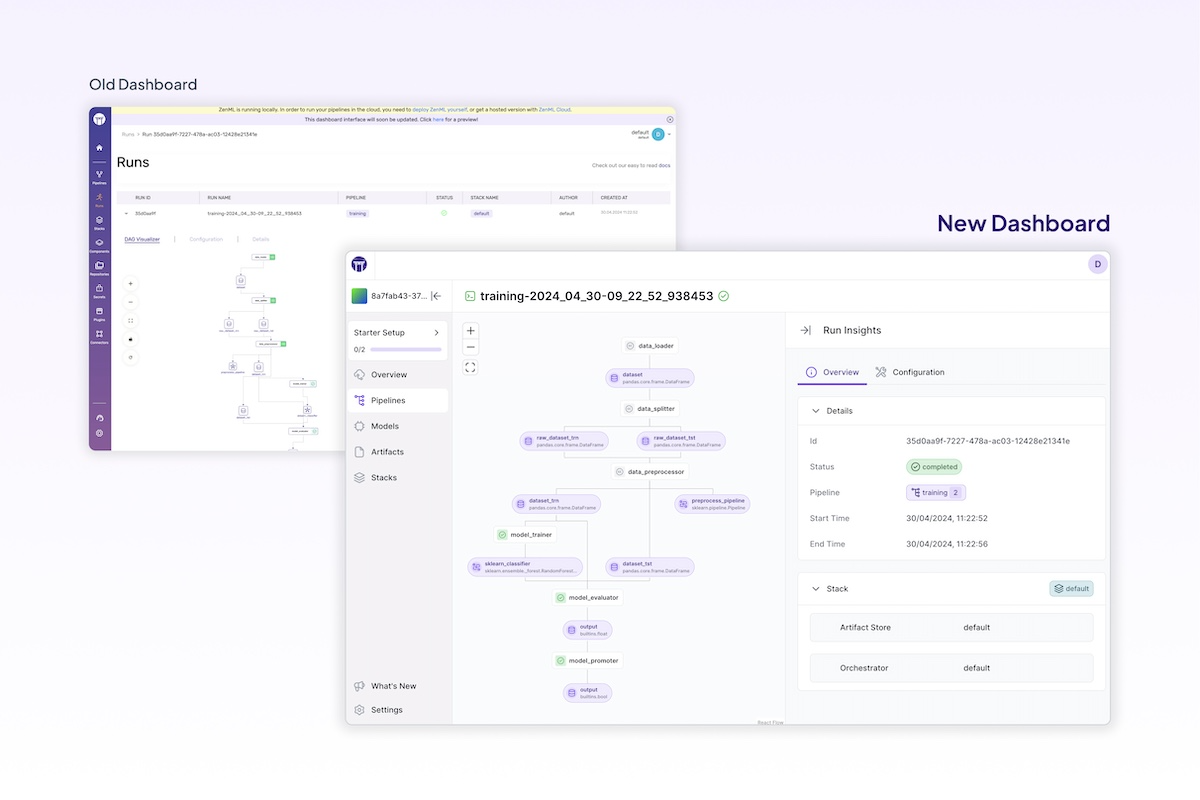 Old Dashboard
ZenML is running locally. In order to run your pipelines in the cloud, you need to deploy ZenML yourself, or get a hosted version with ZenML Cloud.
This dashboard interface will soon be updated. Click here for a preview!
Runs > Run 35d0aa9f-7227-478a-ac03-12428e21341e
default
default
D
Runs
Check out our easy to read docs
RUN ID RUN NAME PIPELINE STATUS STACK NAME AUTHOR CREATED AT
35d0aa9f training-2024_04_30-09_22_52_938453 training default default 30.04.2024 11:22:52
DAG Visualizer Configuration Details
Pipelines
Runs
Stacks
Components
Repositories
Secrets
Plugins
Connectors
New Dashboard
D
8a7fab43-37...
training-2024_04_30-09_22_52_938453
Starter Setup
0/2
Overview
Pipelines
Models
Artifacts
Stacks
What's New
Settings
data_loader
dataset
pandas.core.frame.DataFrame
data_splitter
raw_dataset_trn
pandas.core.frame.DataFrame
raw_dataset_tst
pandas.core.frame.DataFrame
data_preprocessor
dataset_trn
pandas.core.frame.DataFrame
preprocess_pipeline
sklearn.pipeline.Pipeline
model_trainer
sklearn_classifier
sklearn.ensemble._forest.RandomForest...
dataset_tst
pandas.core.frame.DataFrame
model_evaluator
output
builtins.float
model_promoter
output
builtins.bool
React Flow
Run Insights
Overview Configuration
Details
Id 35d0aa9f-7227-478a-ac03-12428e21341e
Status completed
Pipeline training 2
Start Time 30/04/2024, 11:22:52
End Time 30/04/2024, 11:22:56
Stack default
Artifact Store default
Orchestrator default